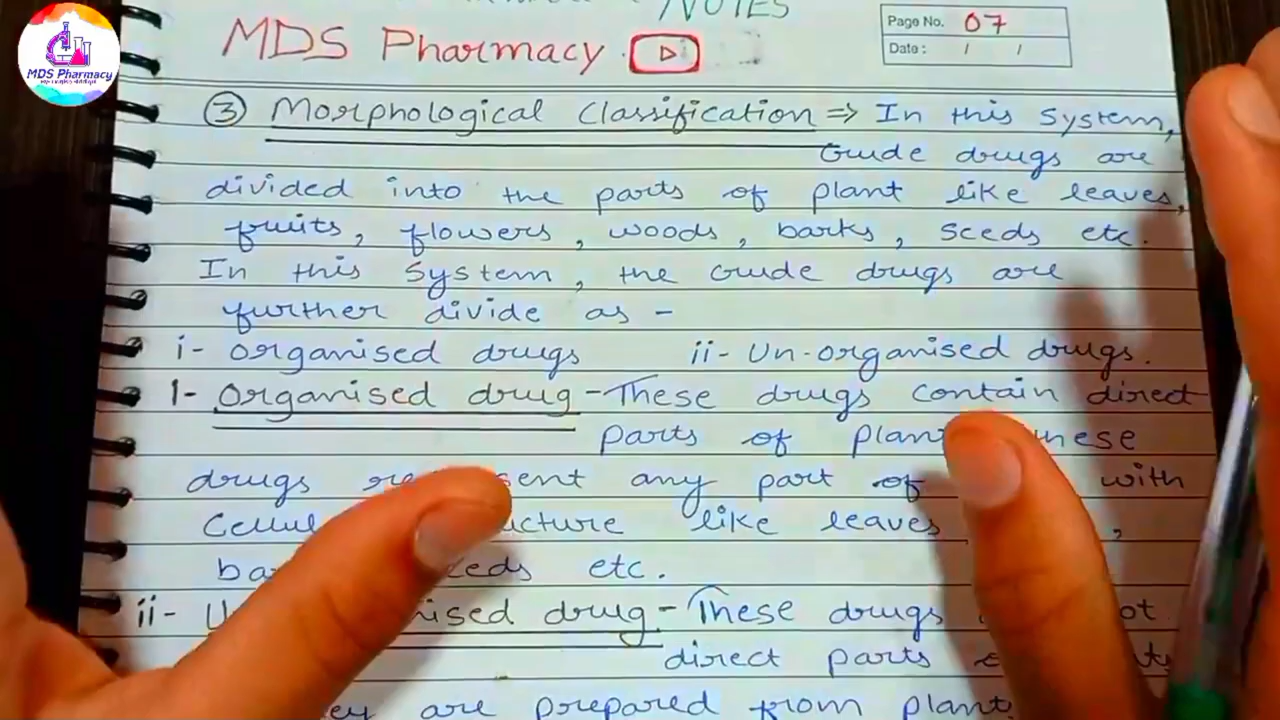 NOTES
MDS Pharmacy
Page No. 07
Date: / /
MDS Pharmacy
③ Morphological Classification ⇒ In this System,
Crude drugs are
divided into the parts of plant like leaves,
fruits, flowers, woods, barks, seeds etc.
In this System, the crude drugs are
further divide as -
i- organised drugs ii- Un-organised drugs.
1- Organised drug - These drugs contain direct
parts of
drugs any part of with
like leaves ,
etc.
ii- drug - These drugs
direct parts
are prepared from plant